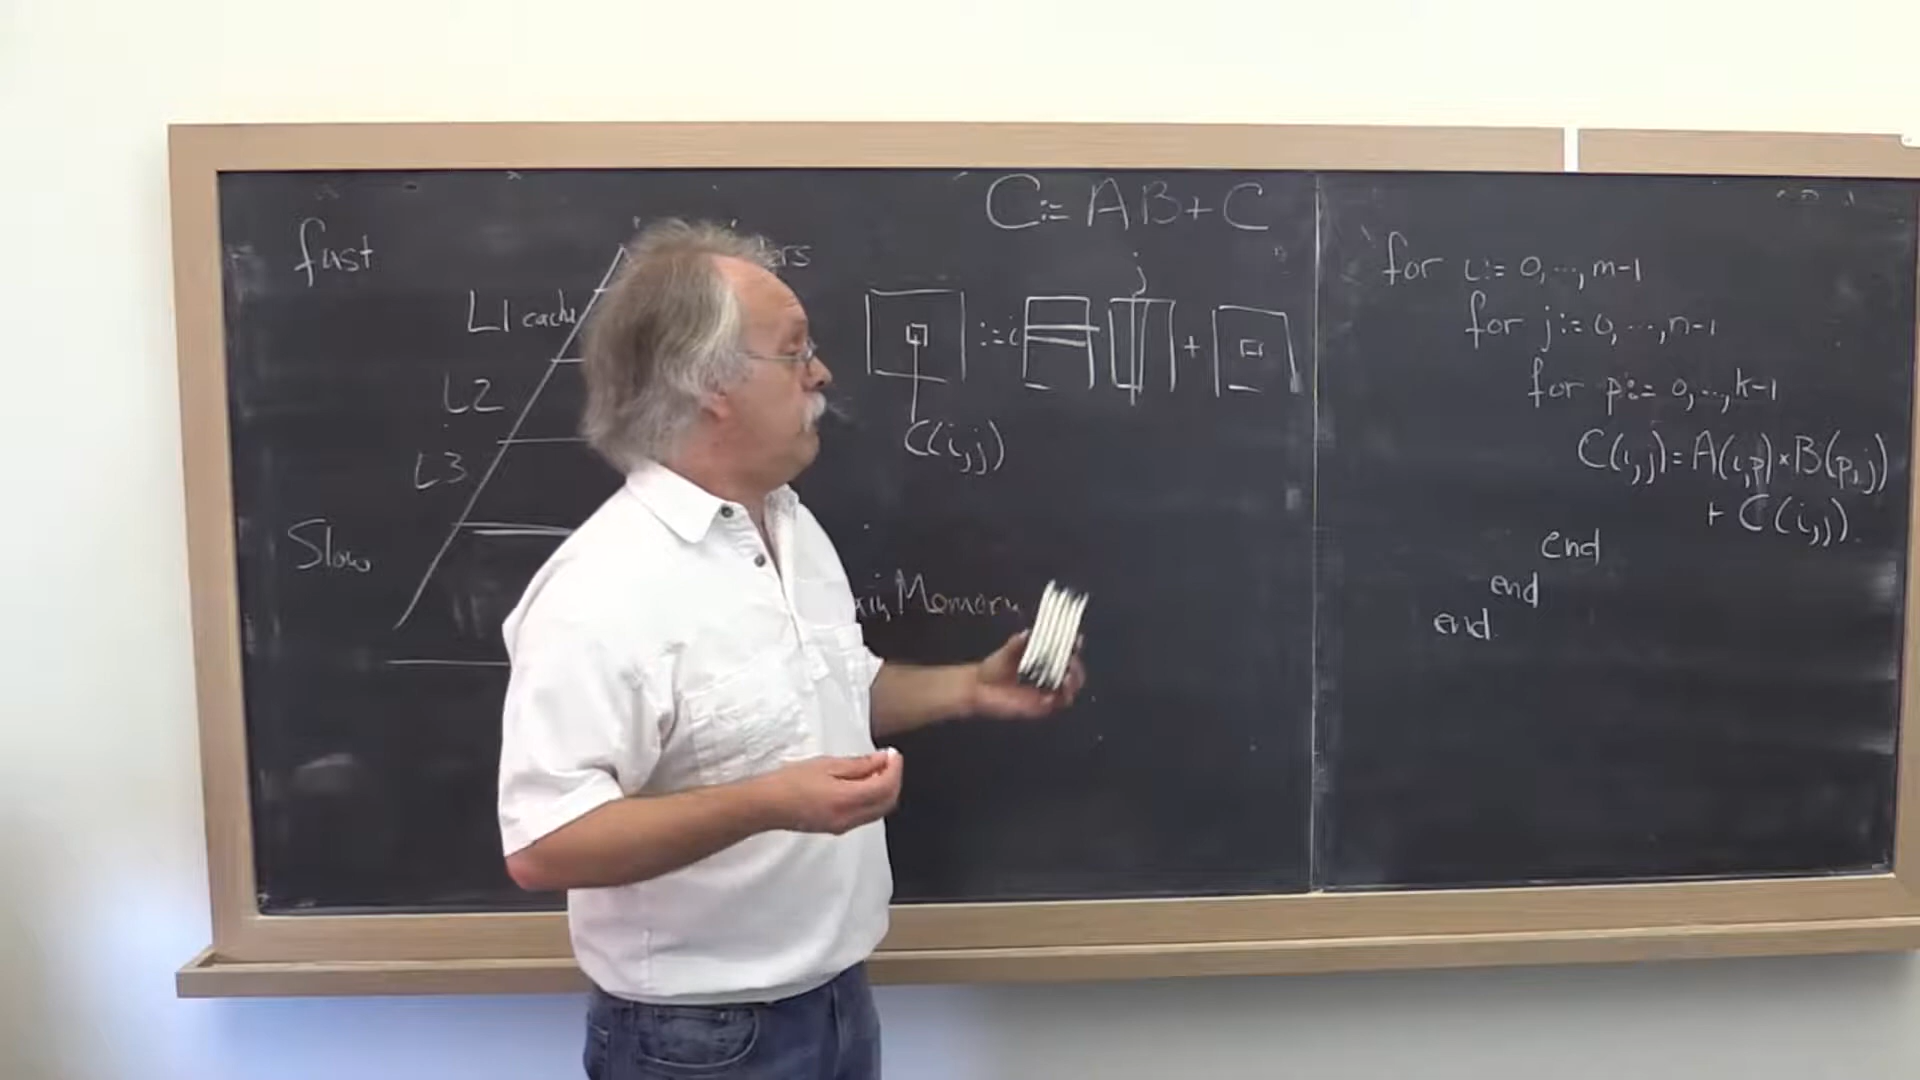 fast
L1 cache
L2
L3
Slow
Memory
C := AB + C
j
:= i
+
C(i,j)
for i := 0,...,m-1
for j := 0,...,n-1
for p := 0,...,k-1
C(i,j) = A(i,p) * B(p,j)
+ C(i,j)
end
end
end